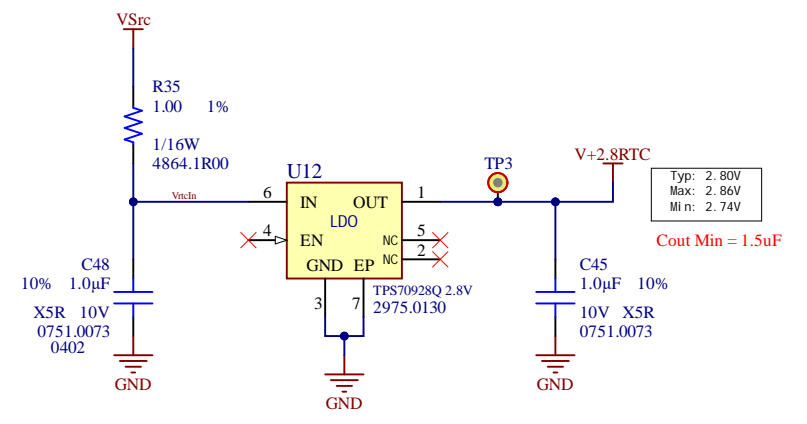 VSrc
R35
1.00 1%
1/16W
4864.1R00
VrtcIn
U12
6
IN
OUT
1
LDO
4
EN
NC
5
NC
2
GND
EP
3
7
TPS70928Q 2.8V
2975.0130
GND
TP3
V+2.8RTC
Typ: 2.80V
Max: 2.86V
Min: 2.74V
Cout Min = 1.5uF
C48
10% 1.0µF
X5R 10V
0751.0073
0402
GND
C45
1.0µF 10%
10V X5R
0751.0073
GND